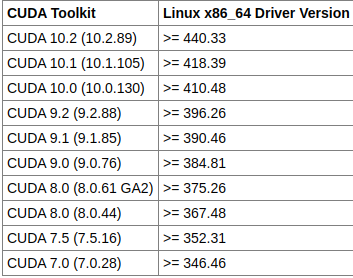 CUDA Toolkit Linux x86_64 Driver Version
CUDA 10.2 (10.2.89) >= 440.33
CUDA 10.1 (10.1.105) >= 418.39
CUDA 10.0 (10.0.130) >= 410.48
CUDA 9.2 (9.2.88) >= 396.26
CUDA 9.1 (9.1.85) >= 390.46
CUDA 9.0 (9.0.76) >= 384.81
CUDA 8.0 (8.0.61 GA2) >= 375.26
CUDA 8.0 (8.0.44) >= 367.48
CUDA 7.5 (7.5.16) >= 352.31
CUDA 7.0 (7.0.28) >= 346.46